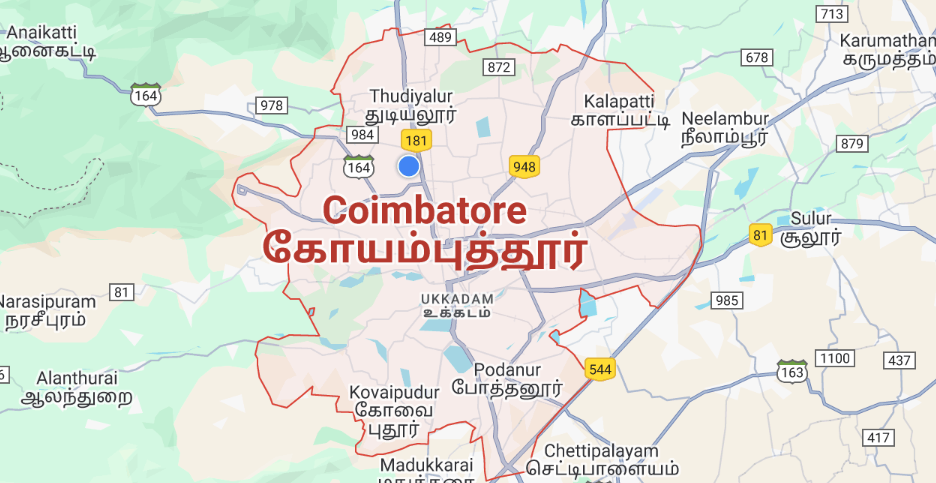 713
489
Anaikatti
ஆனைகட்டி
Karumatham
கருமத்தம்
872
678
164
978
Thudiyalur
துடியலூர்
Kalapatti
காளப்பட்டி
Neelambur
நீலாம்பூர்
984
181
879
164
948
Coimbatore
கோயம்புத்தூர்
Sulur
சூலூர்
81
81
Narasipuram
நரசீபுரம்
UKKADAM
உக்கடம்
985
544
1100
437
163
Podanur
போத்தனூர்
Alanthurai
ஆலந்துறை
Kovaipudur
கோவை
புதூர்
417
Chettipalayam
செட்டிபாளையம்
Madukkarai